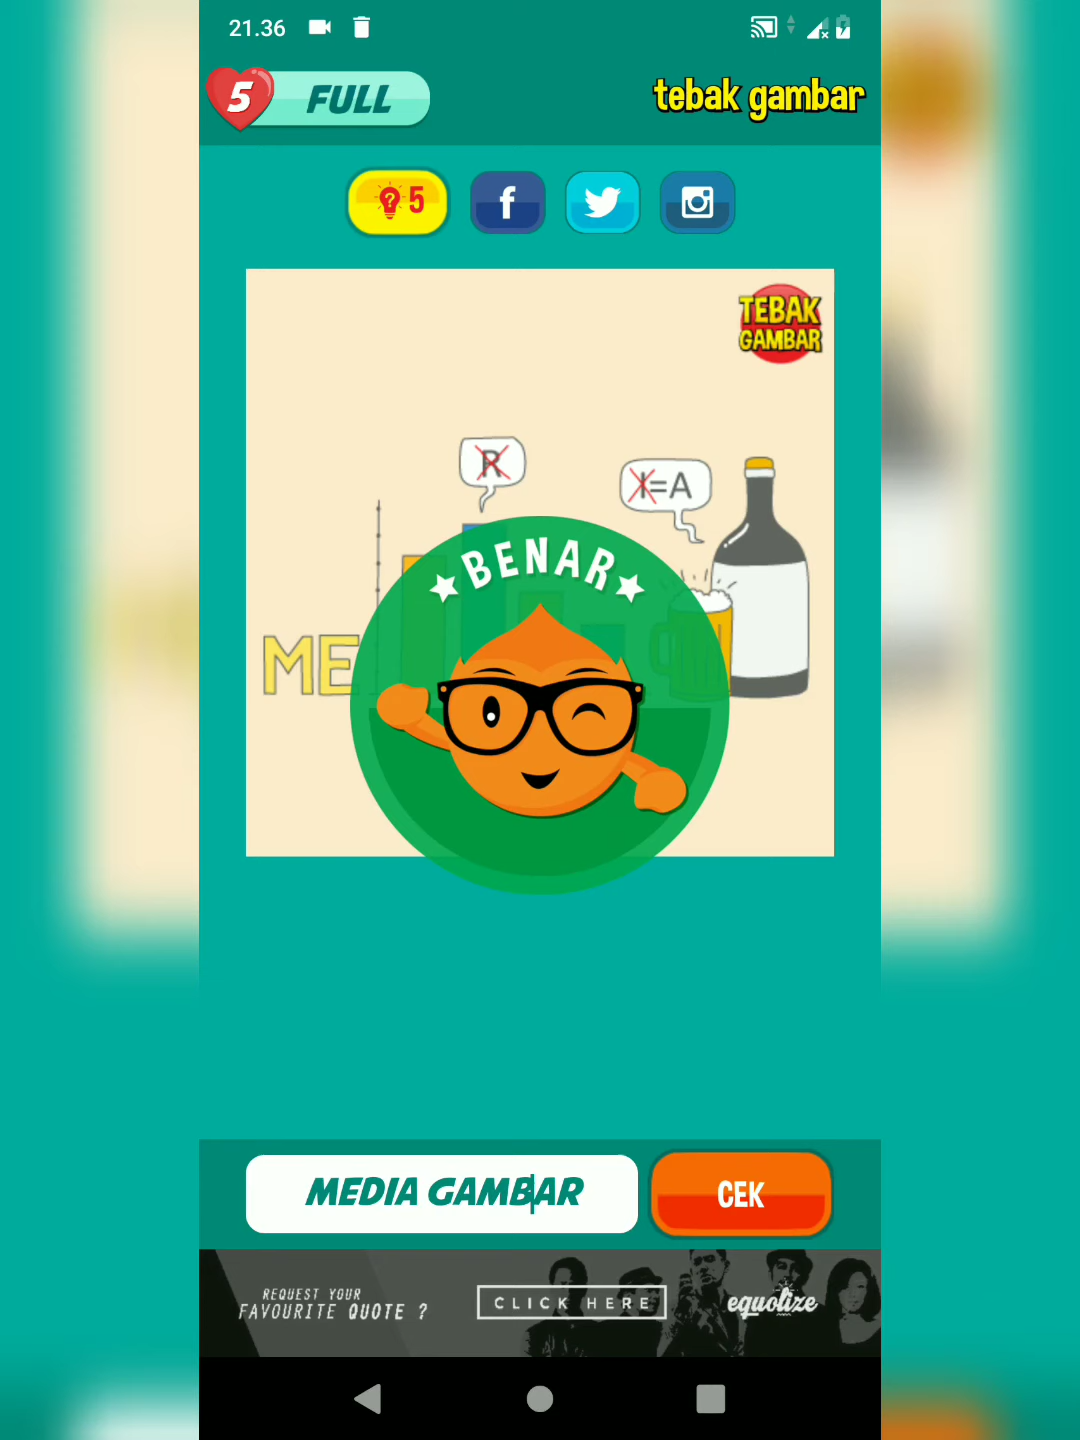 21.36
5
FULL
tebak gambar
? 5
f
TEBAK
GAMBAR
R
I=A
ME
BENAR
MEDIA GAMBAR
CEK
REQUEST YOUR
FAVOURITE QUOTE ?
CLICK HERE
equolize